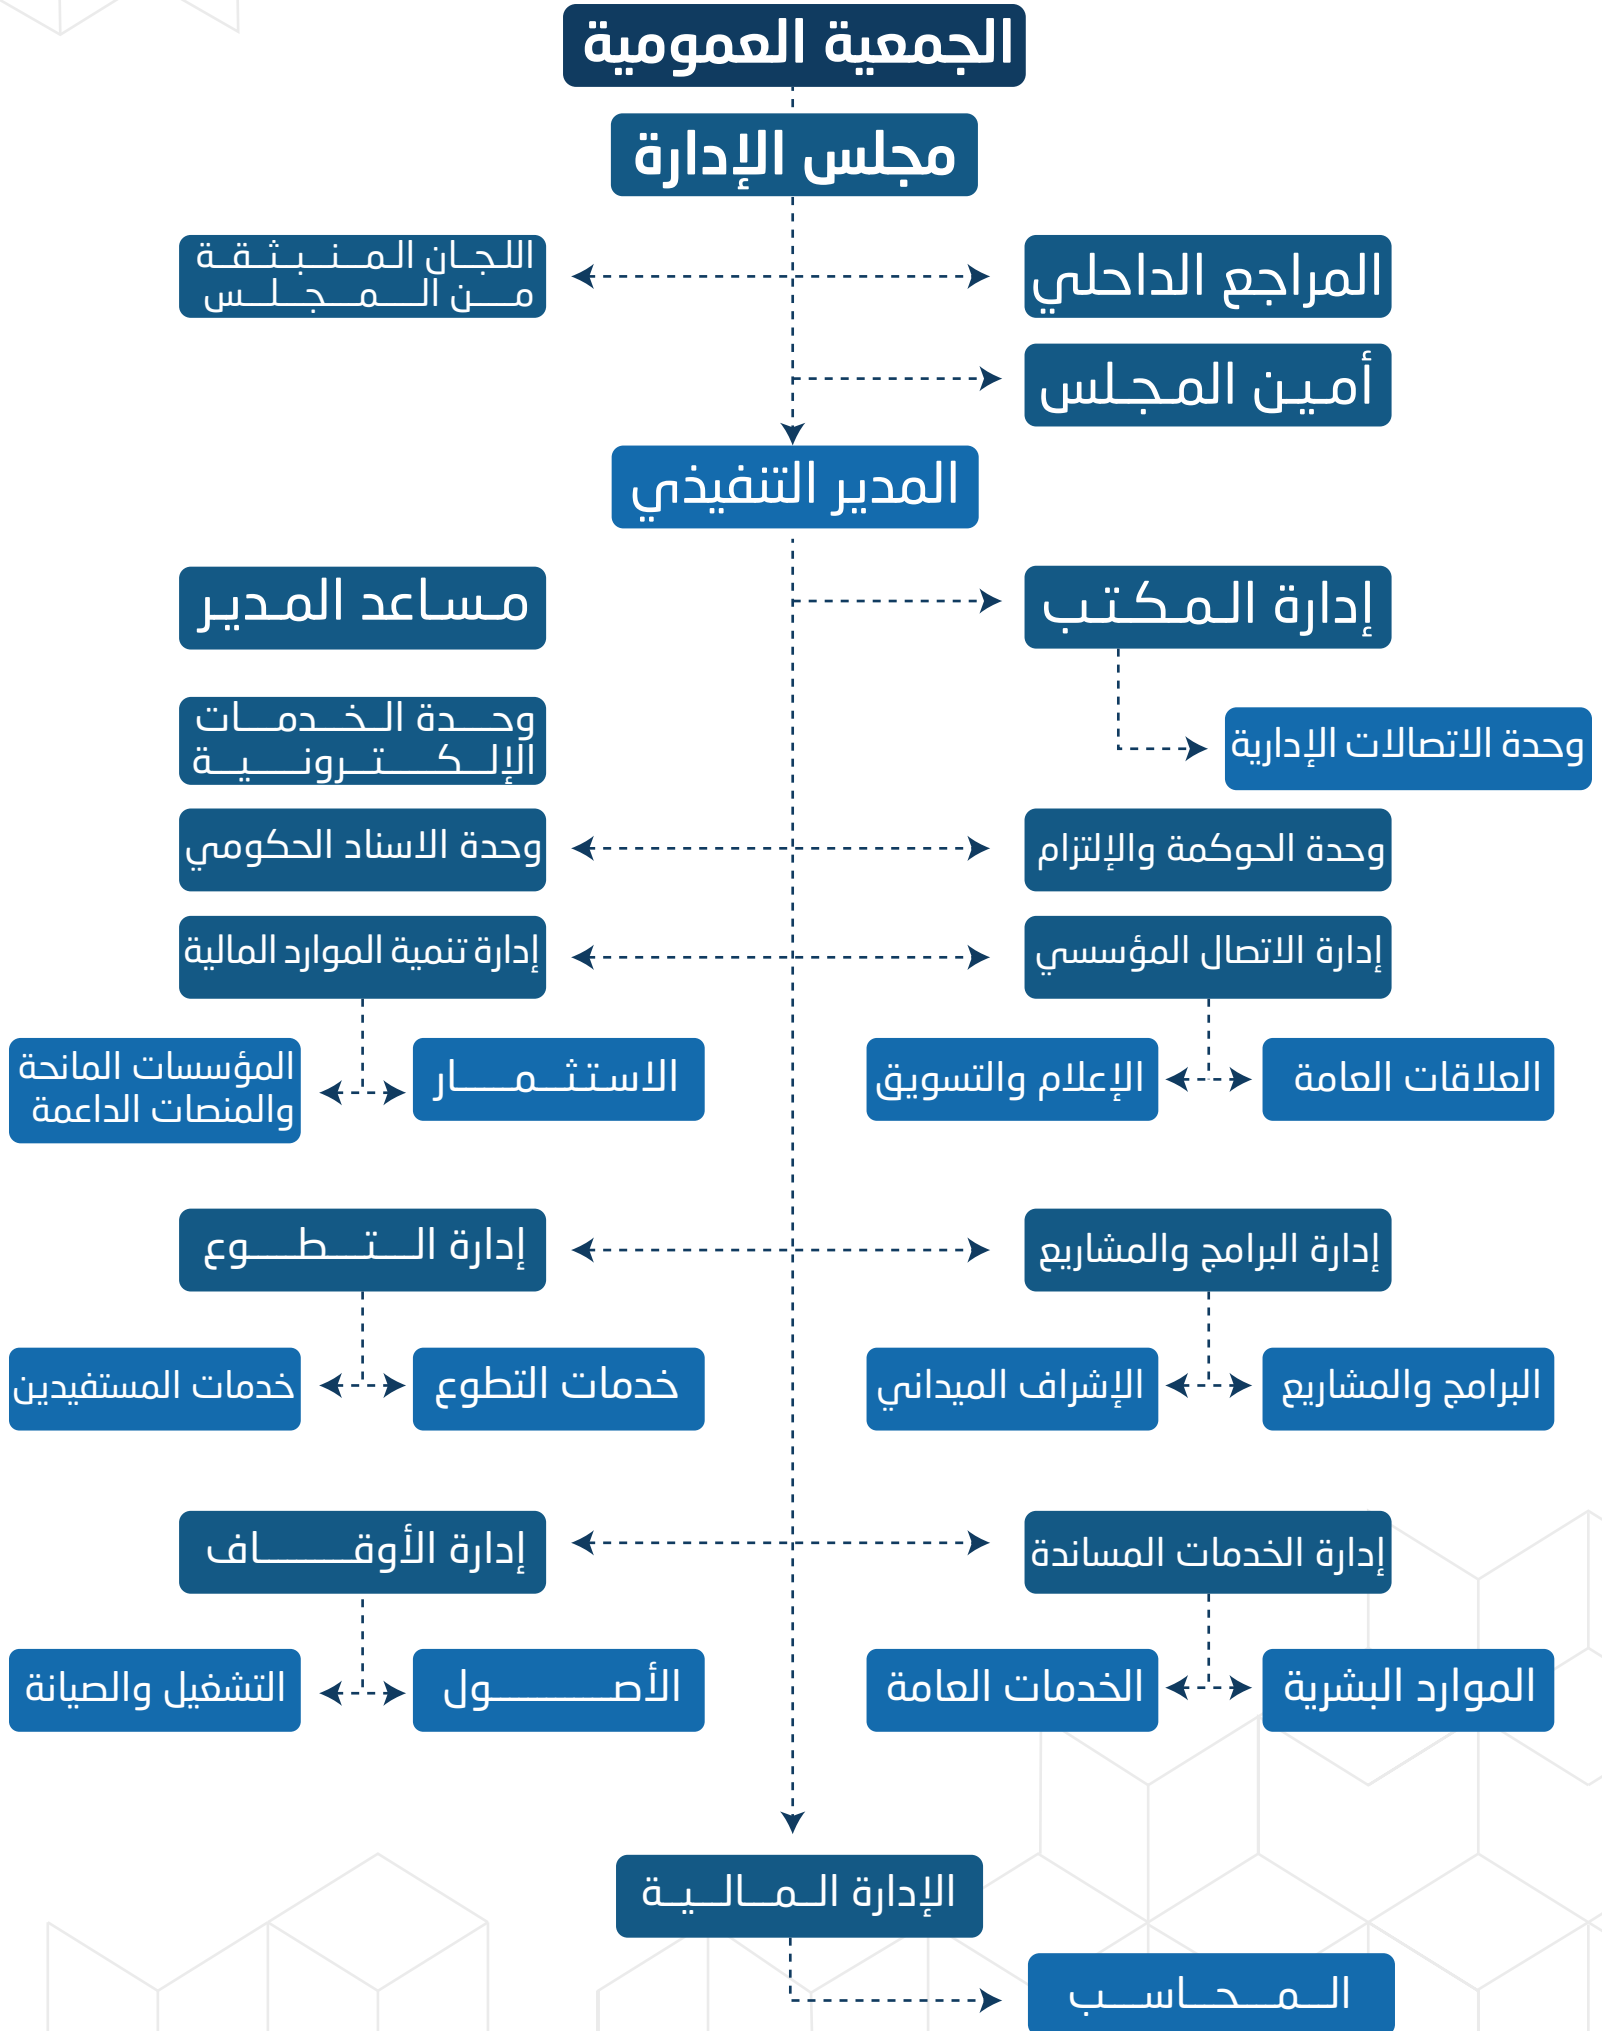 الجمعية العمومية
مجلس الإدارة
المراجع الداخلي
اللجان المنبثقة
من المجلس
أمين المجلس
المدير التنفيذي
إدارة المكتب
مساعد المدير
وحدة الاتصالات الإدارية
وحدة الخدمات
الإلكترونية
وحدة الحوكمة والإلتزام
وحدة الاسناد الحكومي
إدارة الاتصال المؤسسي
إدارة تنمية الموارد المالية
العلاقات العامة
الإعلام والتسويق
الاستثمار
المؤسسات المانحة
والمنصات الداعمة
إدارة البرامج والمشاريع
إدارة التطوع
البرامج والمشاريع
الإشراف الميداني
خدمات التطوع
خدمات المستفيدين
إدارة الخدمات المساندة
إدارة الأوقاف
الموارد البشرية
الخدمات العامة
الأصول
التشغيل والصيانة
الإدارة المالية
المحاسب